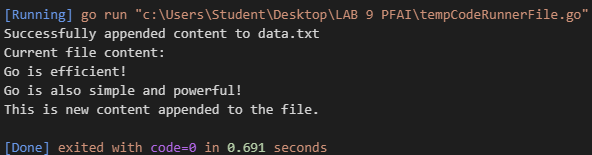 [Running] go run "c:\Users\Student\Desktop\LAB 9 PFAI\tempCodeRunnerFile.go"
Successfully appended content to data.txt
Current file content:
Go is efficient!
Go is also simple and powerful!
This is new content appended to the file.
[Done] exited with code=0 in 0.691 seconds